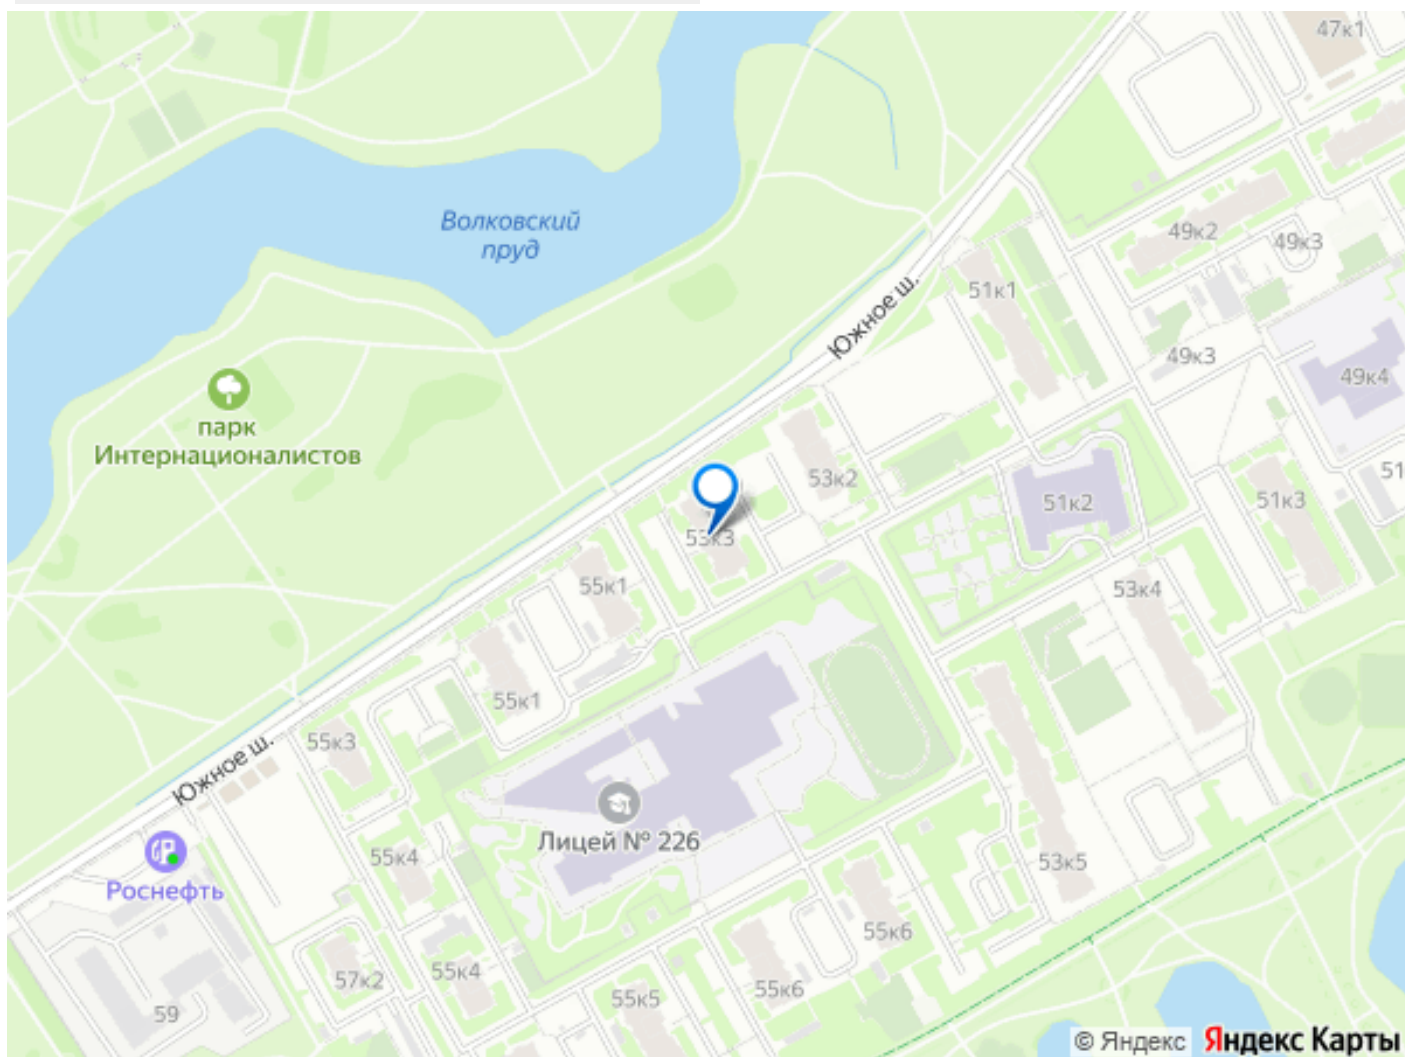 47к1
Волковский
пруд
49к2
49к3
51к1
Южное ш.
49к3
49к4
парк
Интернационалистов
53к2
51к2
51к3
51
53к3
55к1
53к4
55к1
55к3
Южное ш.
Лицей № 226
55к4
53к5
Роснефть
55к6
57к2
55к4
55к6
55к5
59
© Яндекс Яндекс Карты